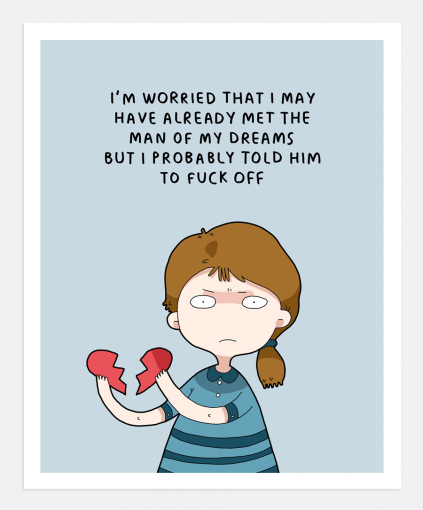 I'M WORRIED THAT I MAY
HAVE ALREADY MET THE
MAN OF MY DREAMS
BUT I PROBABLY TOLD HIM
TO FUCK OFF